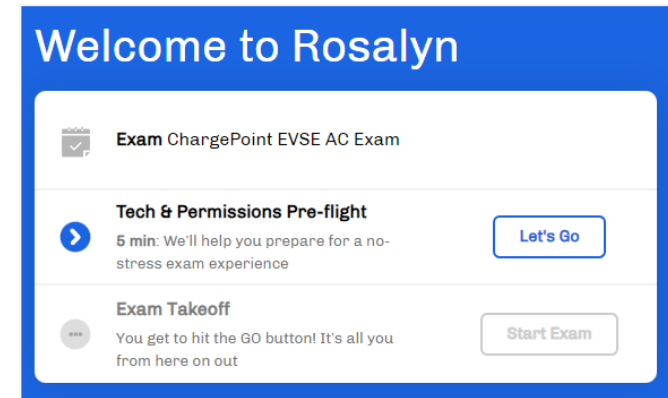 Welcome to Rosalyn
Exam ChargePoint EVSE AC Exam
Tech & Permissions Pre-flight
5 min: We'll help you prepare for a no-
stress exam experience
Let's Go
Exam Takeoff
You get to hit the GO button! It's all you
from here on out
Start Exam